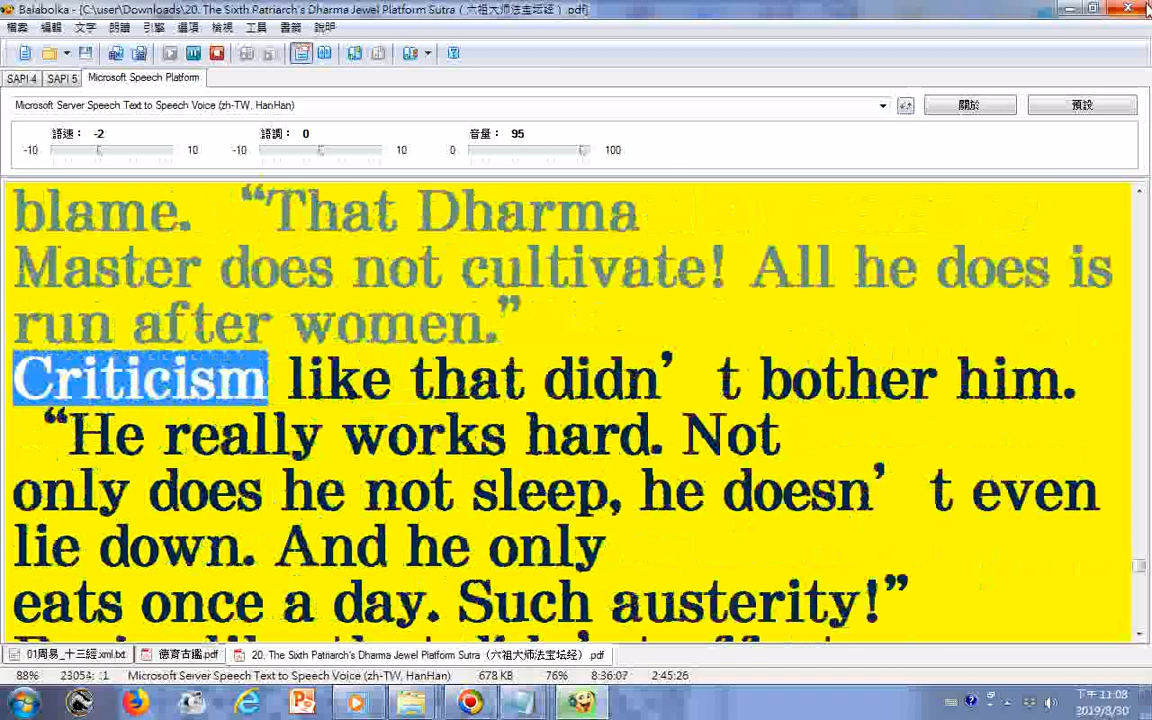 Balabolka - [C:\user\Downloads\20. The Sixth Patriarch's Dharma Jewel Platform Sutra（六祖大师法宝坛经）.pdf]
檔案 編輯 文字 朗讀 引擎 選項 檢視 工具 書籤 說明
SAPI 4 SAPI 5 Microsoft Speech Platform
Microsoft Server Speech Text to Speech Voice (zh-TW, HanHan) 關於 預設
語速： -2 語調： 0 音量： 95
-10 10 -10 10 0 100
blame. “That Dharma
Master does not cultivate! All he does is
run after women.”
Criticism like that didn’t bother him.
“He really works hard. Not
only does he not sleep, he doesn’t even
lie down. And he only
eats once a day. Such austerity!”
01周易_十三經.xml.txt 德育古鑑.pdf 20. The Sixth Patriarch's Dharma Jewel Platform Sutra（六祖大师法宝坛经）.pdf
88% 23054: :1 Microsoft Server Speech Text to Speech Voice (zh-TW, HanHan) 678 KB 76% 8:36:07 2:45:26
下午 11:08
2019/8/30